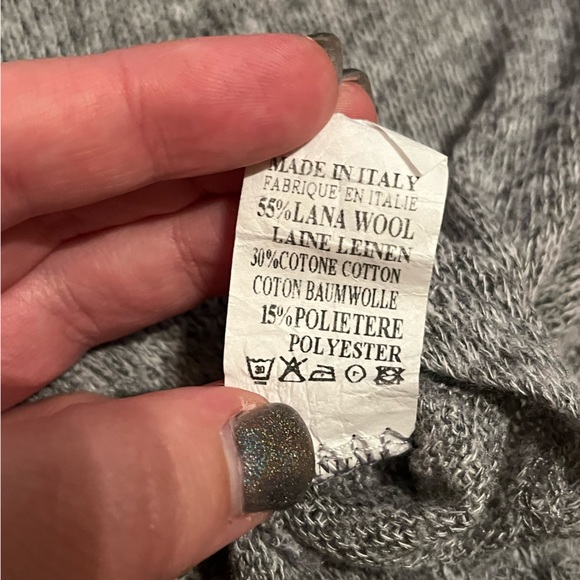 MADE IN ITALY
FABRIQUE EN ITALIE
55%LANA WOOL
LAINE LEINEN
30%COTONE COTTON
COTON BAUMWOLLE
15%POLIETERE
POLYESTER
30